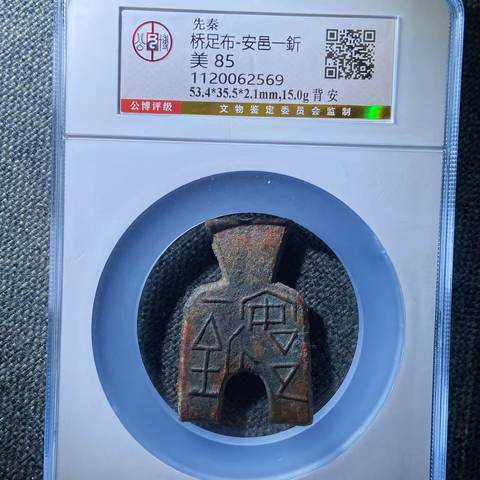 先秦
桥足布-安邑一釿
美 85
1120062569
53.4*35.5*2.1mm,15.0g 背 安
公博评级
文物鉴定委员会监制